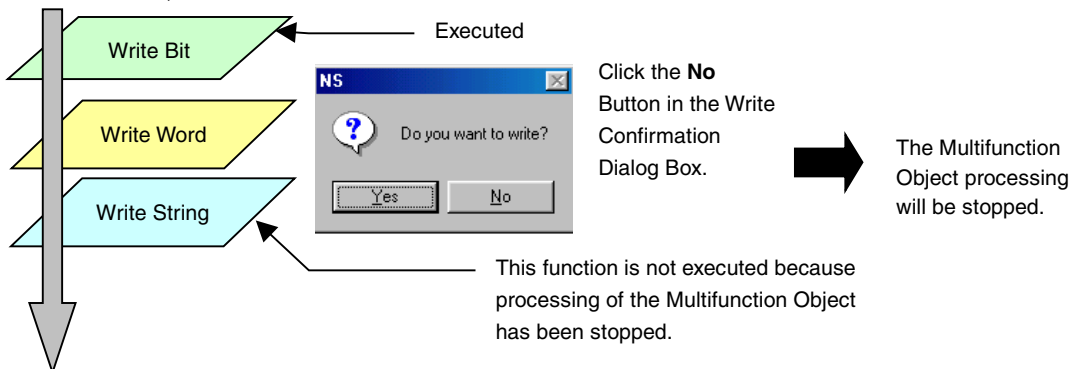 Write Bit
Executed
NS
Do you want to write?
Yes
No
Click the No
Button in the Write
Confirmation
Dialog Box.
Write Word
The Multifunction
Object processing
will be stopped.
Write String
This function is not executed because
processing of the Multifunction Object
has been stopped.